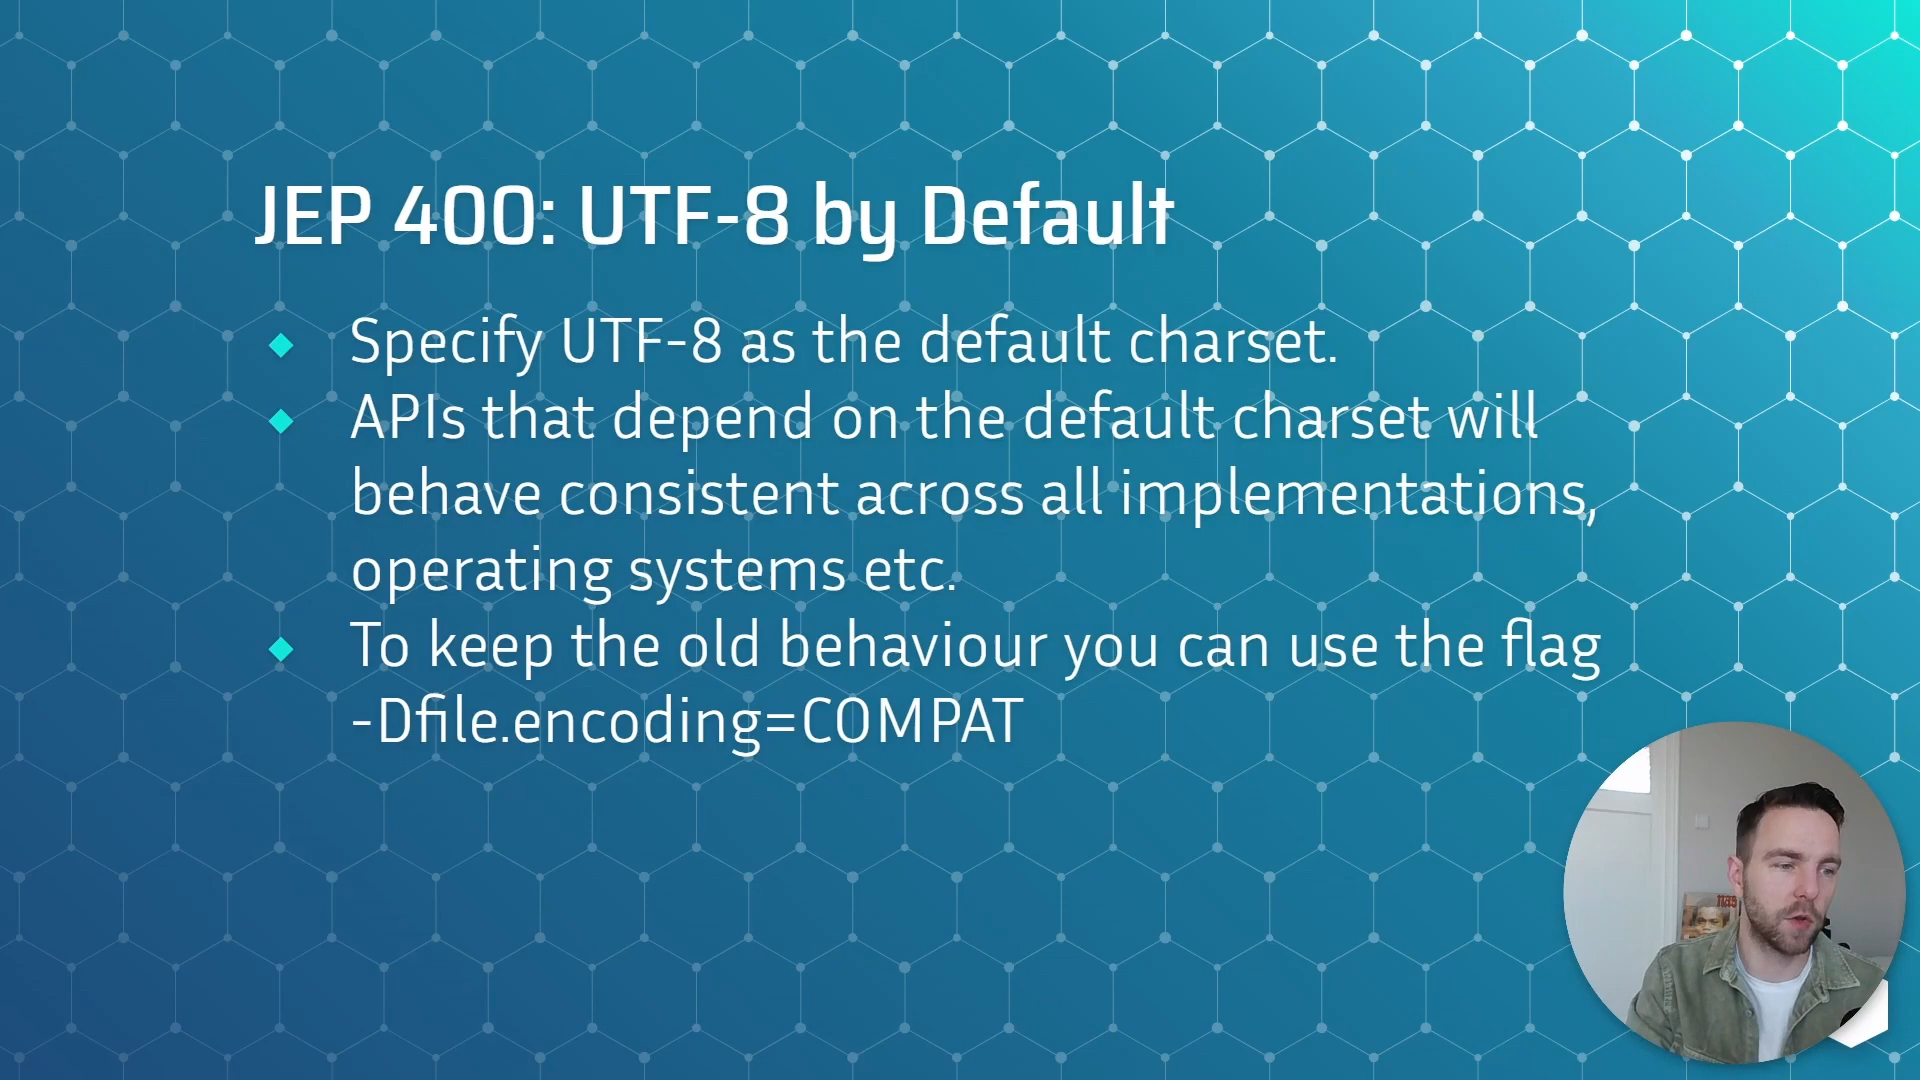 JEP 400: UTF-8 by Default
Specify UTF-8 as the default charset.
APIs that depend on the default charset will
behave consistent across all implementations,
operating systems etc.
To keep the old behaviour you can use the flag
-Dfile.encoding=COMPAT